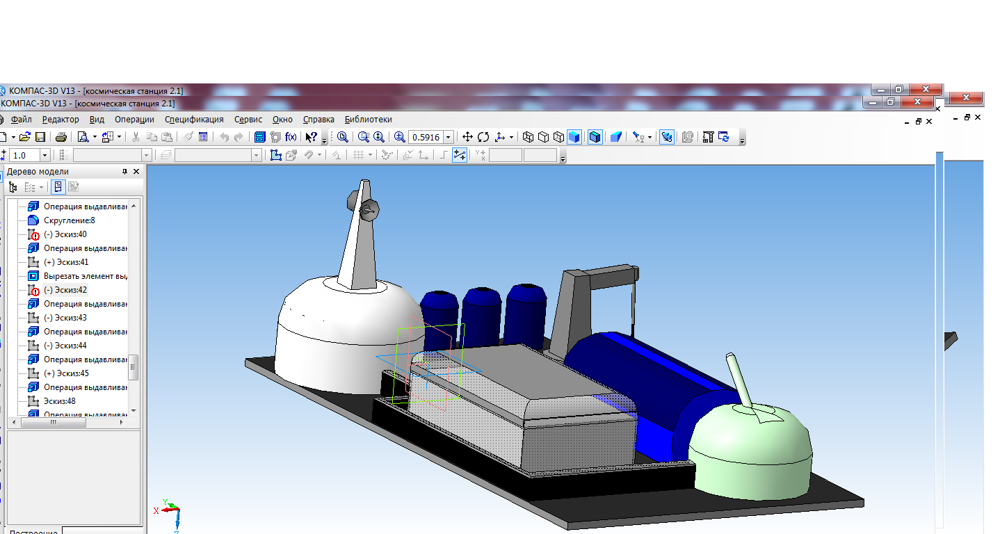 КОМПАС-3D V13 - [космическая станция 2.1]
КОМПАС-3D V13 - [космическая станция 2.1]
Файл Редактор Вид Операции Спецификация Сервис Окно Справка Библиотеки
f(x) 0.5916
1.0
Дерево модели
Операция выдавливан
Скругление:8
(-) Эскиз:40
Операция выдавливан
(+) Эскиз:41
Вырезать элемент выд
(-) Эскиз:42
Операция выдавливан
(-) Эскиз:43
Операция выдавливан
(-) Эскиз:44
Операция выдавливан
(+) Эскиз:45
Операция выдавливан
Эскиз:48
Операция выдавливан
Y
X
Z
Построение